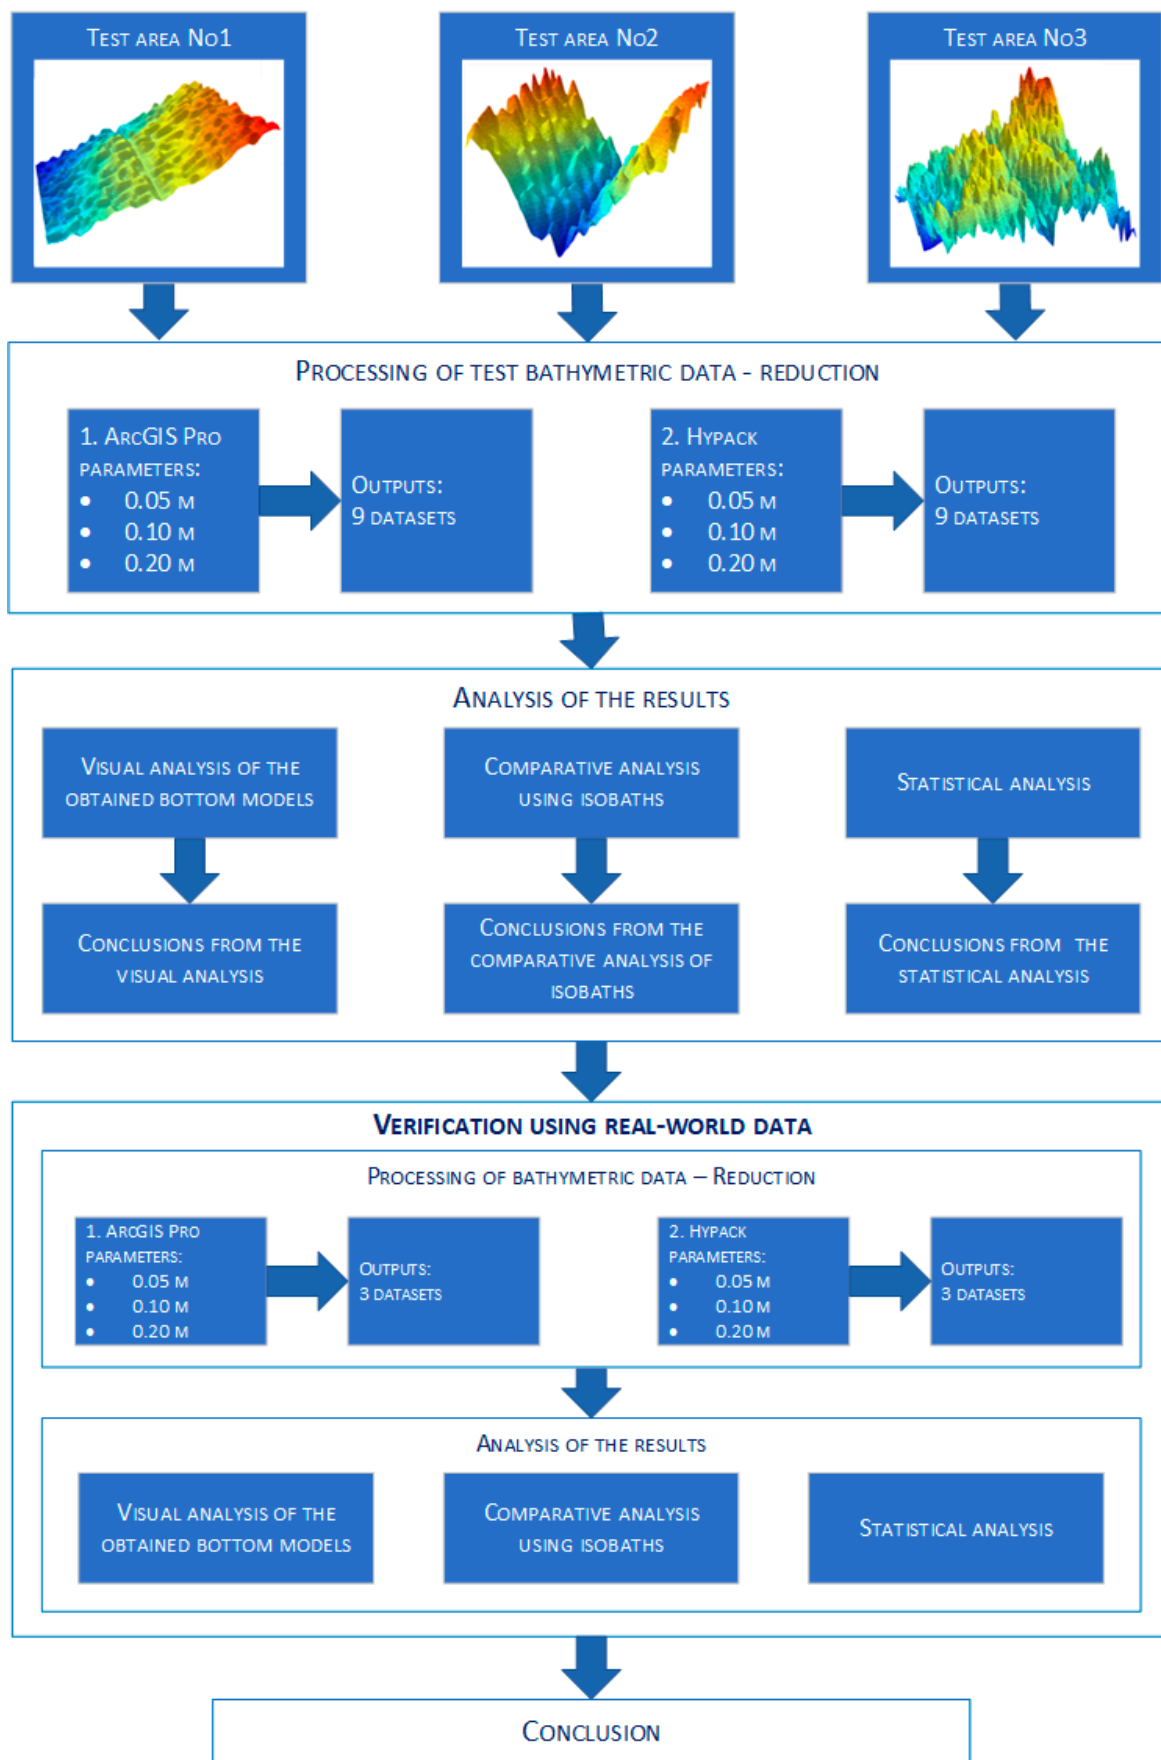 Test area No1
Test area No2
Test area No3
Processing of test bathymetric data - reduction
1. ArcGIS Pro
parameters:
• 0.05 m
• 0.10 m
• 0.20 m
Outputs:
9 datasets
2. Hypack
parameters:
• 0.05 m
• 0.10 m
• 0.20 m
Outputs:
9 datasets
Analysis of the results
Visual analysis of the
obtained bottom models
Comparative analysis
using isobaths
Statistical analysis
Conclusions from the
visual analysis
Conclusions from the
comparative analysis of
isobaths
Conclusions from the
statistical analysis
Verification using real-world data
Processing of bathymetric data – Reduction
1. ArcGIS Pro
parameters:
• 0.05 m
• 0.10 m
• 0.20 m
Outputs:
3 datasets
2. Hypack
parameters:
• 0.05 m
• 0.10 m
• 0.20 m
Outputs:
3 datasets
Analysis of the results
Visual analysis of the
obtained bottom models
Comparative analysis
using isobaths
Statistical analysis
Conclusion